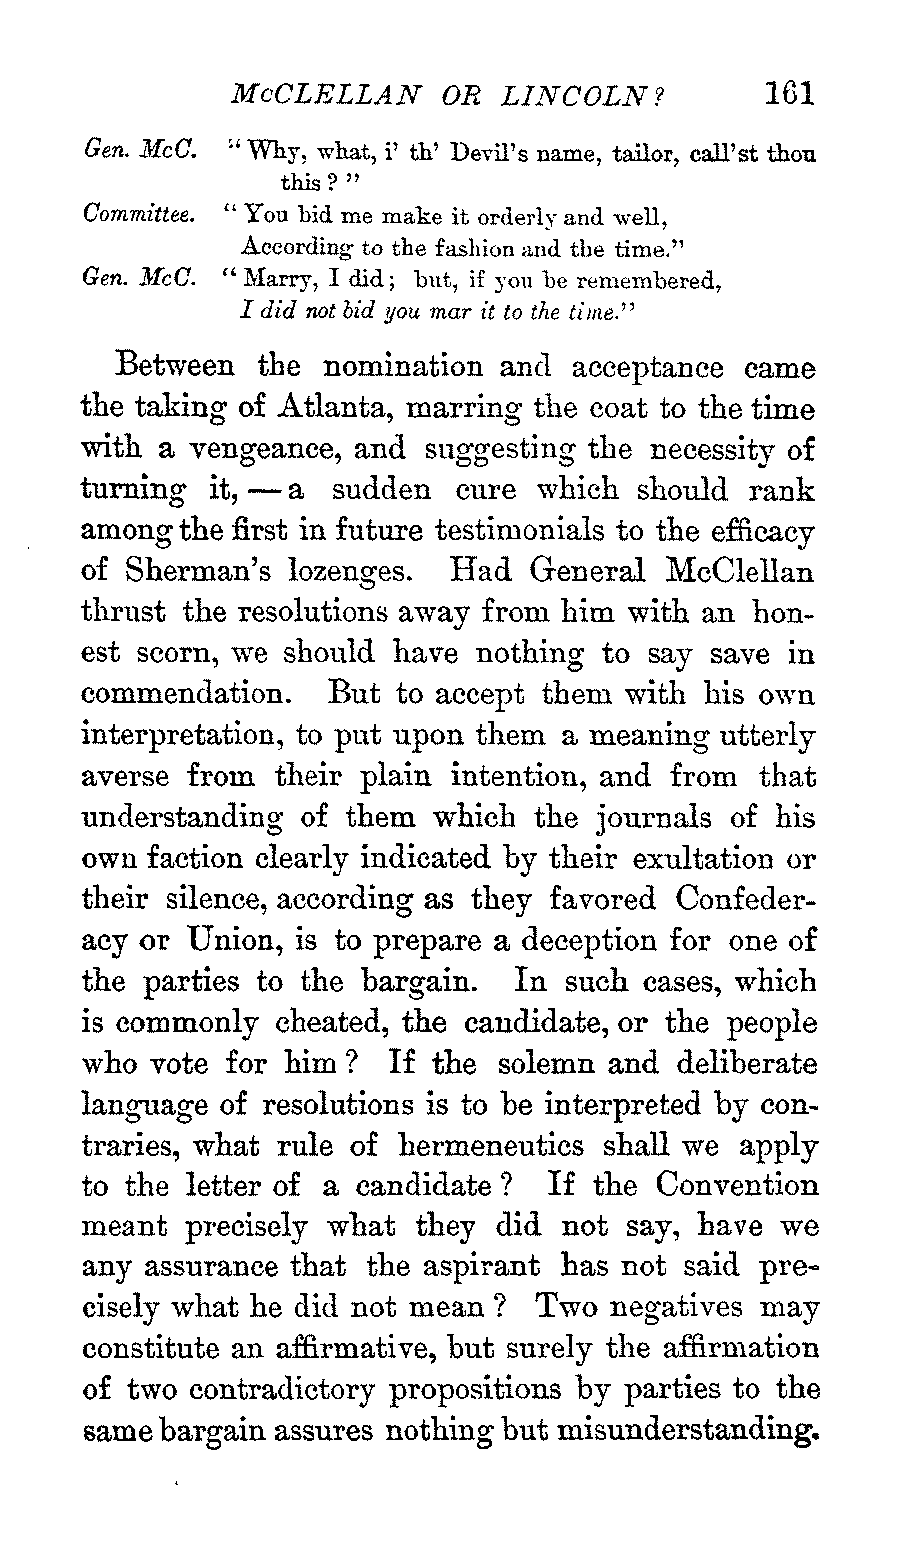 McCLELLAN OR LINCOLN? 161
Gen. McC. "Why, what, i' th' Devil's name, tailor, call'st thou
this?"
Committee. "You bid me make it orderly and well,
According to the fashion and the time."
Gen. McC. "Marry, I did; but, if you be remembered,
I did not bid you mar it to the time."
Between the nomination and acceptance came
the taking of Atlanta, marring the coat to the time
with a vengeance, and suggesting the necessity of
turning it, — a sudden cure which should rank
among the first in future testimonials to the efficacy
of Sherman's lozenges. Had General McClellan
thrust the resolutions away from him with an hon-
est scorn, we should have nothing to say save in
commendation. But to accept them with his own
interpretation, to put upon them a meaning utterly
averse from their plain intention, and from that
understanding of them which the journals of his
own faction clearly indicated by their exultation or
their silence, according as they favored Confeder-
acy or Union, is to prepare a deception for one of
the parties to the bargain. In such cases, which
is commonly cheated, the candidate, or the people
who vote for him? If the solemn and deliberate
language of resolutions is to be interpreted by con-
traries, what rule of hermeneutics shall we apply
to the letter of a candidate? If the Convention
meant precisely what they did not say, have we
any assurance that the aspirant has not said pre-
cisely what he did not mean? Two negatives may
constitute an affirmative, but surely the affirmation
of two contradictory propositions by parties to the
same bargain assures nothing but misunderstanding.